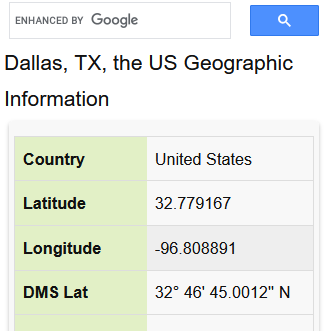 ENHANCED BY Google
Dallas, TX, the US Geographic
Information
Country United States
Latitude 32.779167
Longitude -96.808891
DMS Lat 32° 46' 45.0012'' N